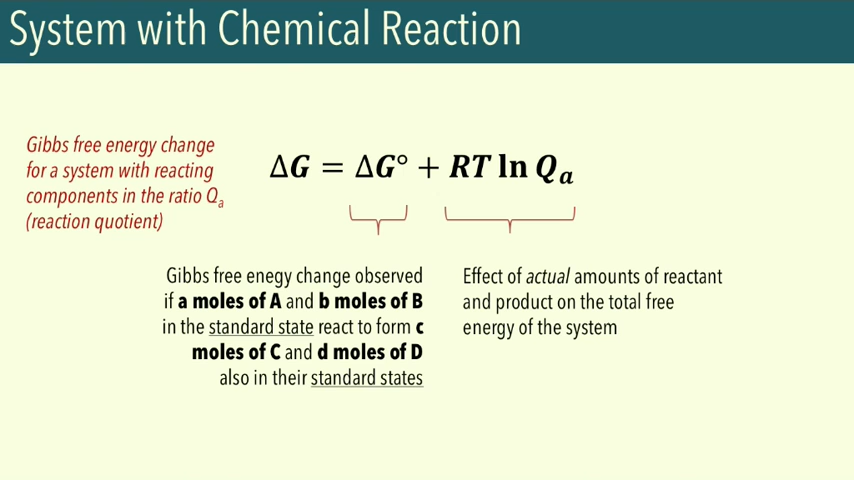 System with Chemical Reaction
Gibbs free energy change
for a system with reacting
components in the ratio Qₐ
(reaction quotient)
ΔG = ΔG° + RT ln Qₐ
Gibbs free enegy change observed
if a moles of A and b moles of B
in the standard state react to form c
moles of C and d moles of D
also in their standard states
Effect of actual amounts of reactant
and product on the total free
energy of the system